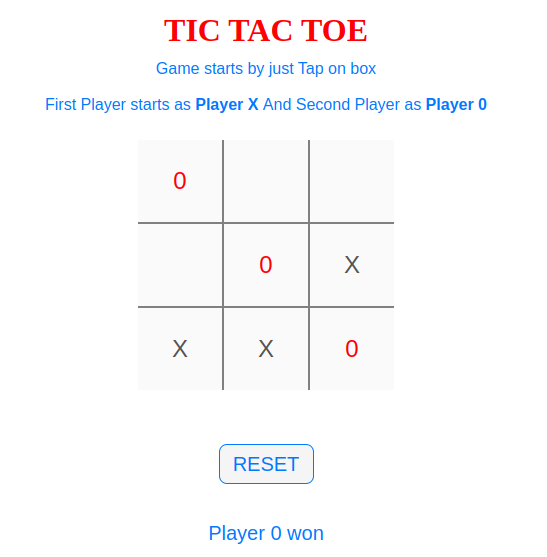 TIC TAC TOE
Game starts by just Tap on box
First Player starts as Player X And Second Player as Player 0
0
0 X
X X 0
RESET
Player 0 won